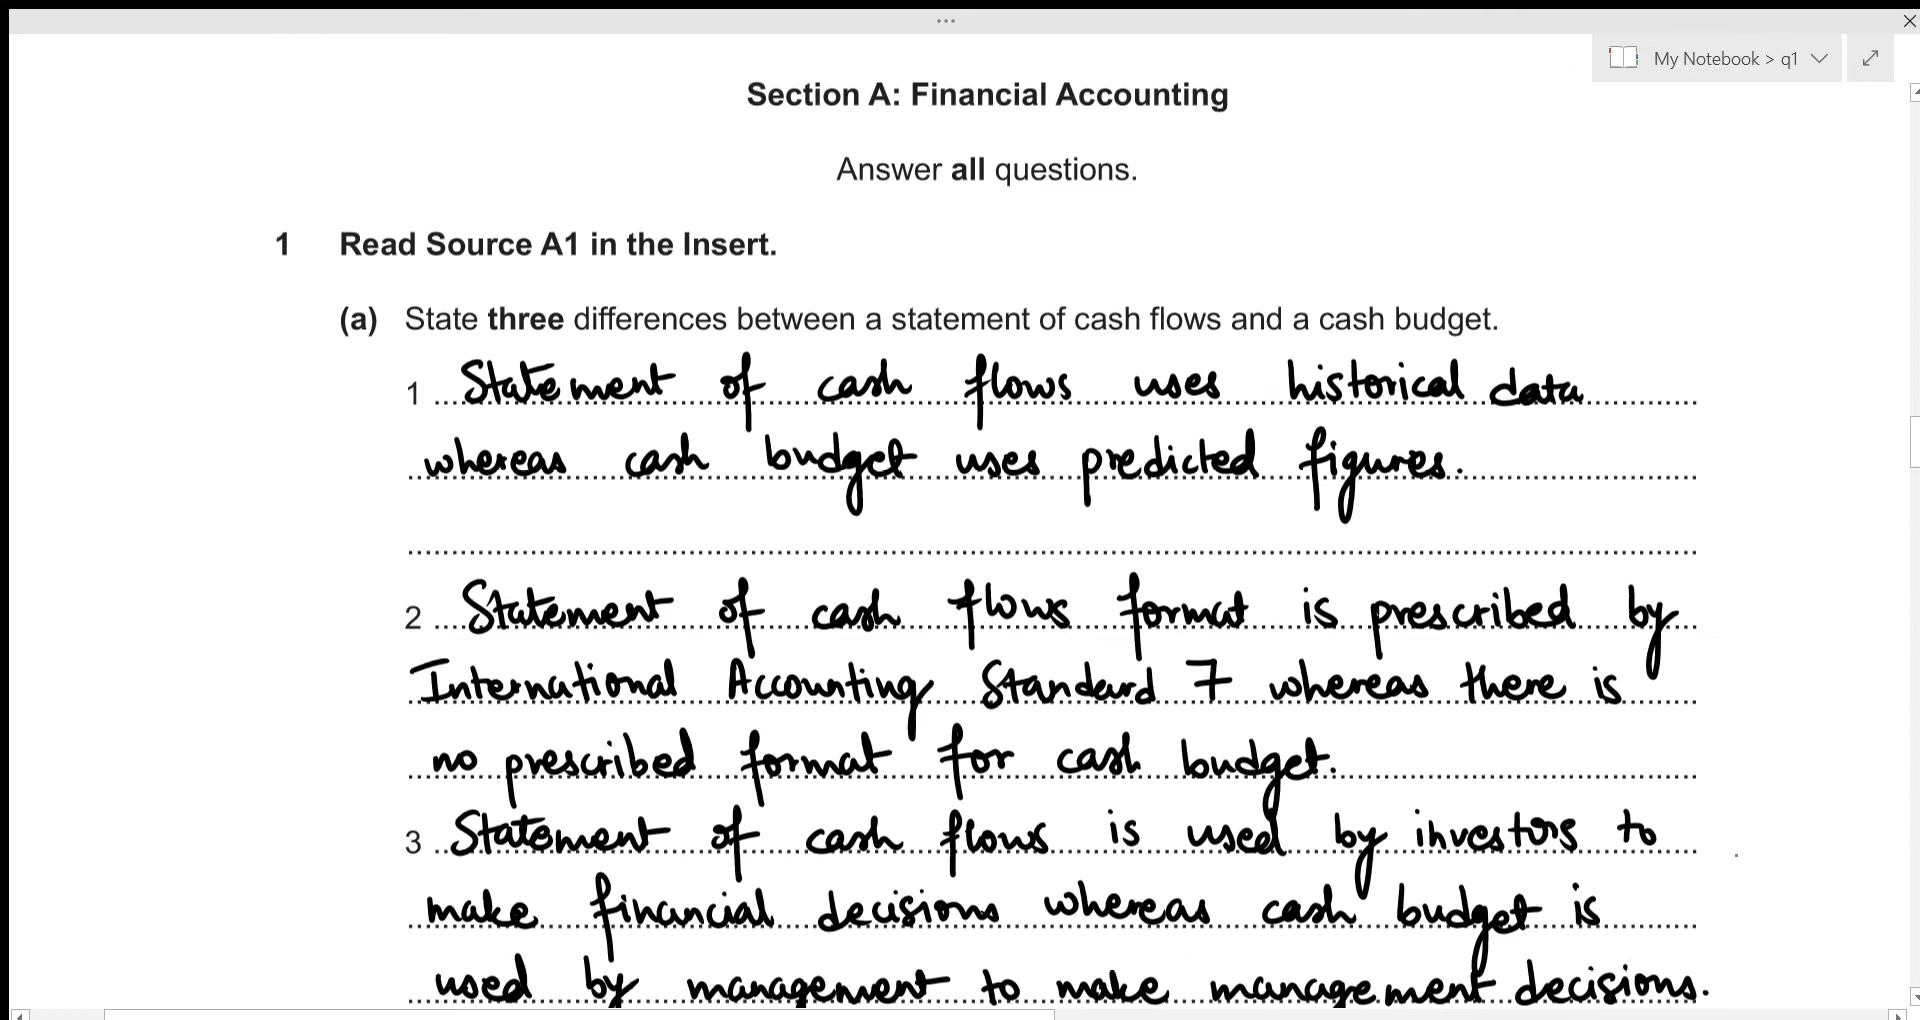 My Notebook > q1
Section A: Financial Accounting
Answer all questions.
1 Read Source A1 in the Insert.
(a) State three differences between a statement of cash flows and a cash budget.
1 Statement of cash flows uses historical data
whereas cash budget uses predicted figures.
2 Statement of cash flows format is prescribed by
International Accounting Standard 7 whereas there is
no prescribed format for cash budget.
3 Statement of cash flows is used by investors to
make financial decisions whereas cash budget is
used by management to make management decisions.